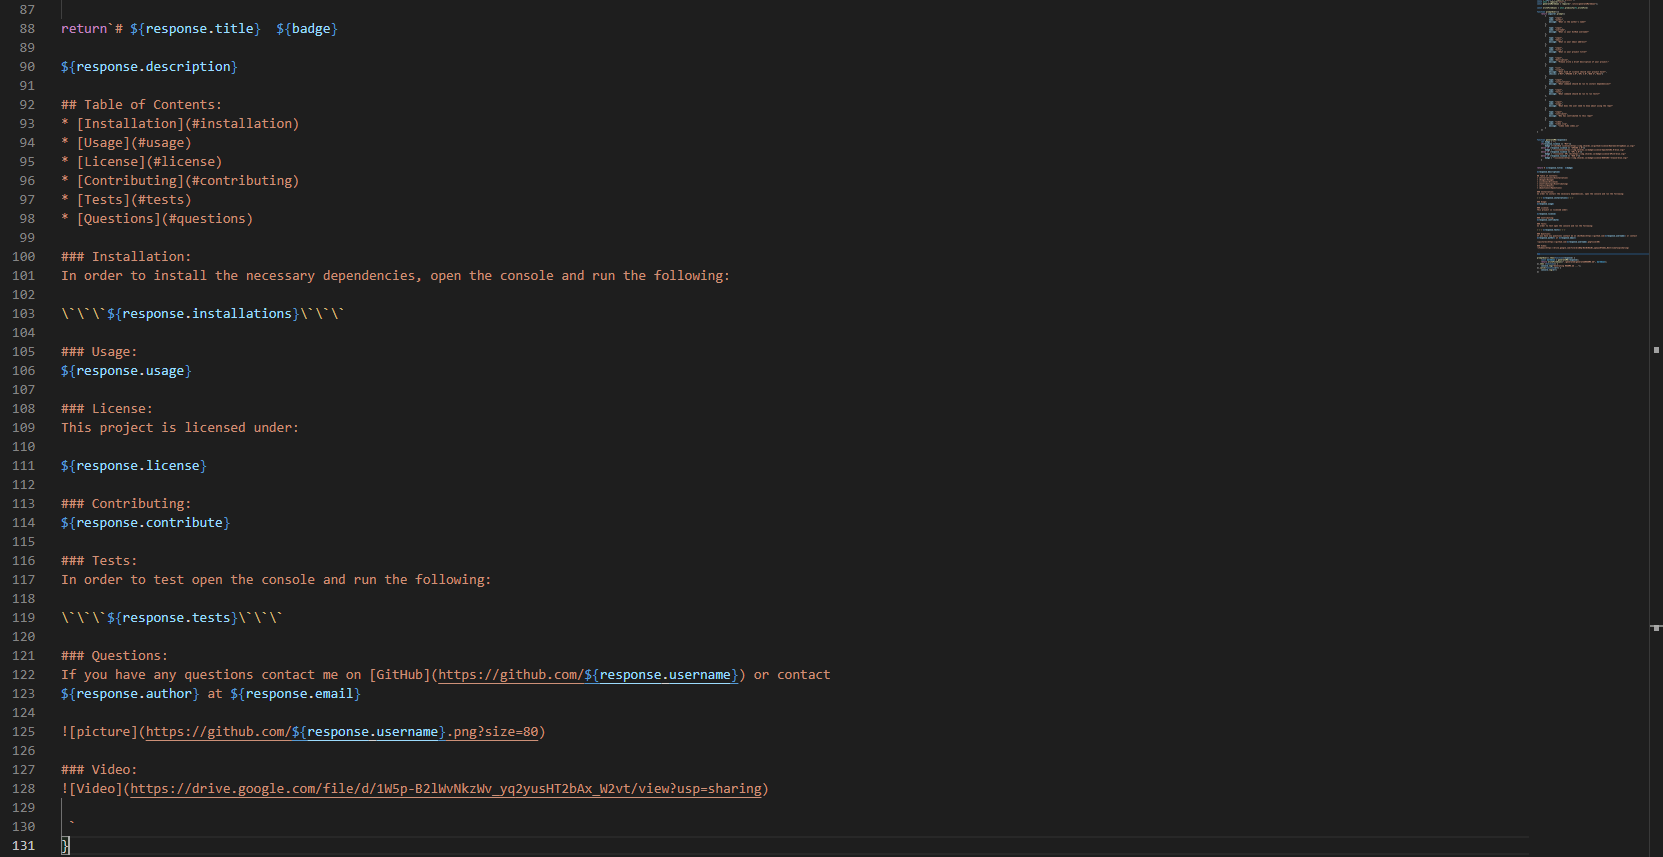 87
88 return`# ${response.title}  ${badge}
89
90 ${response.description}
91
92 ## Table of Contents:
93 * [Installation](#installation)
94 * [Usage](#usage)
95 * [License](#license)
96 * [Contributing](#contributing)
97 * [Tests](#tests)
98 * [Questions](#questions)
99
100 ### Installation:
101 In order to install the necessary dependencies, open the console and run the following:
102
103 \`\`\`${response.installations}\`\`\`
104
105 ### Usage:
106 ${response.usage}
107
108 ### License:
109 This project is licensed under:
110
111 ${response.license}
112
113 ### Contributing:
114 ${response.contribute}
115
116 ### Tests:
117 In order to test open the console and run the following:
118
119 \`\`\`${response.tests}\`\`\`
120
121 ### Questions:
122 If you have any questions contact me on [GitHub](https://github.com/${response.username}) or contact
123 ${response.author} at ${response.email}
124
125 ![picture](https://github.com/${response.username}.png?size=80)
126
127 ### Video:
128 ![Video](https://drive.google.com/file/d/1W5p-B2lWvNkzWv_yq2yusHT2bAx_W2vt/view?usp=sharing)
129
130 `
131 }